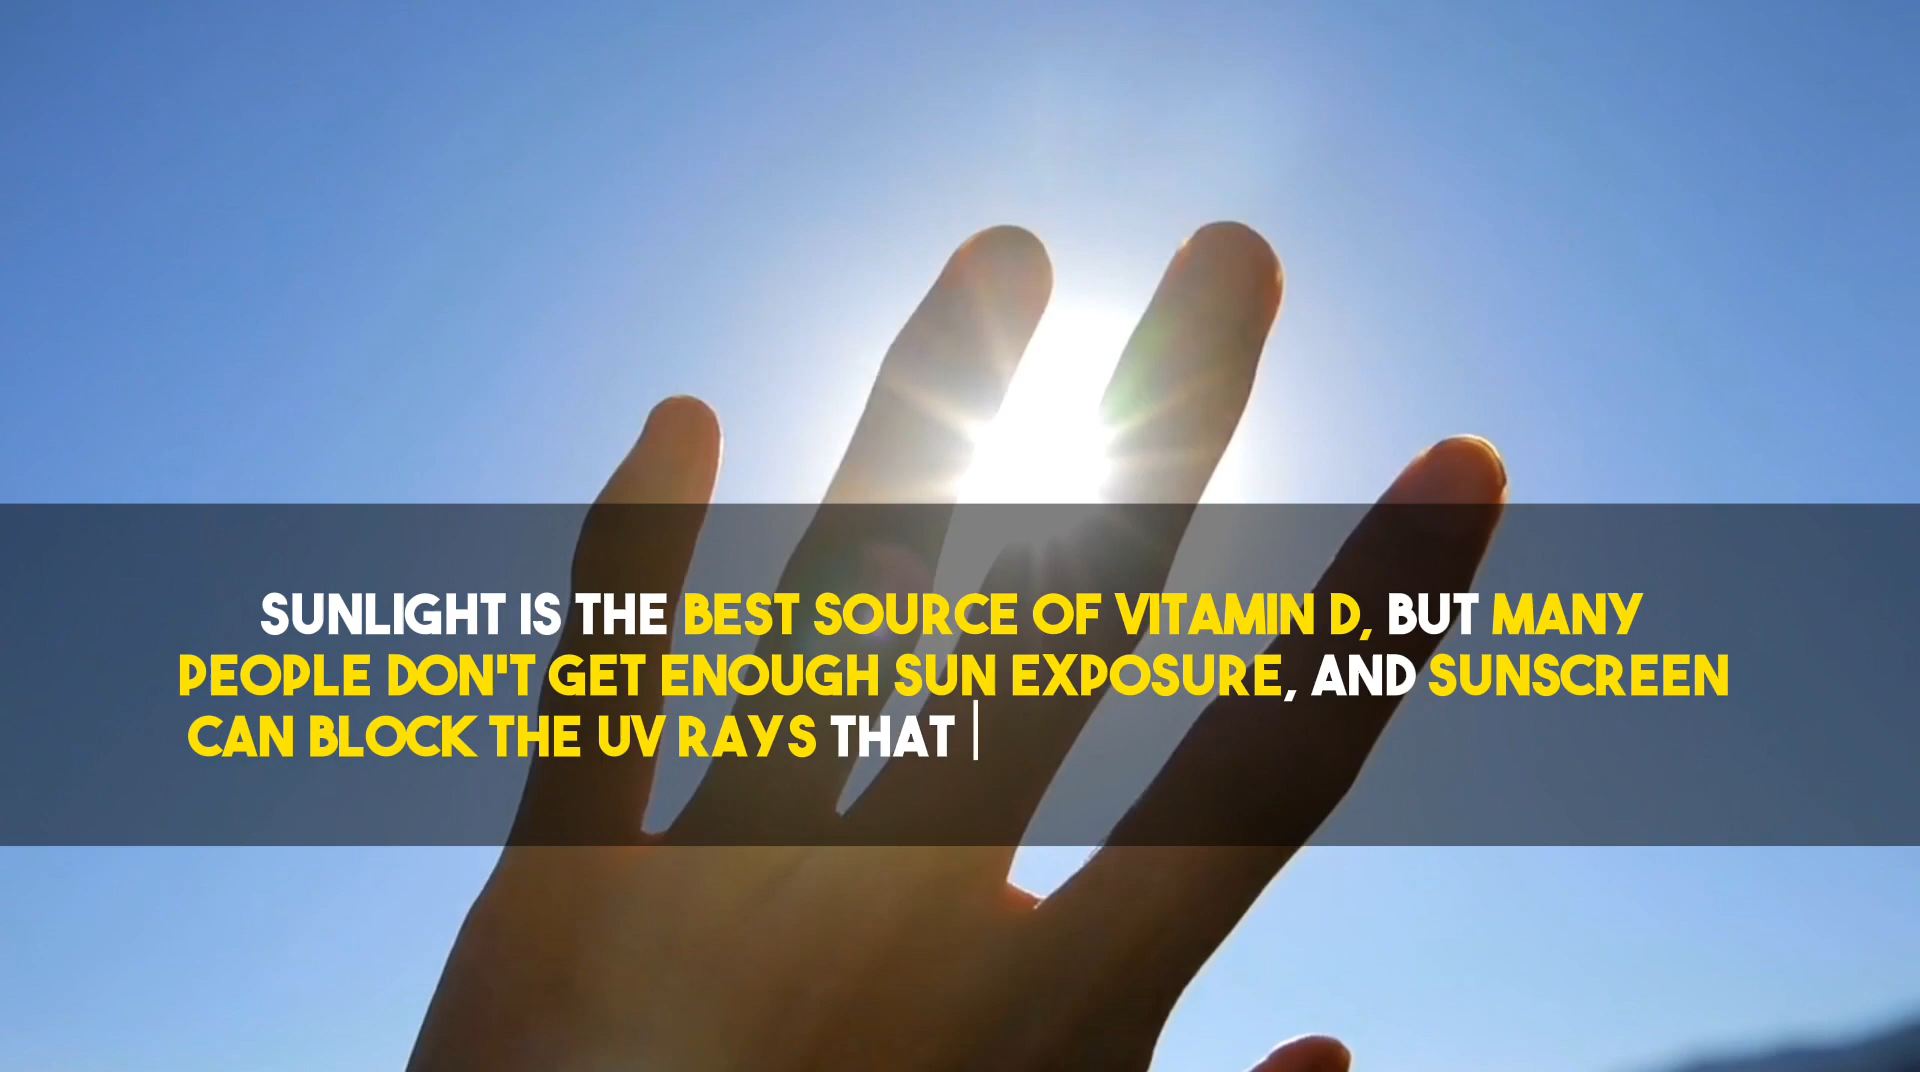 SUNLIGHT IS THE BEST SOURCE OF VITAMIN D, BUT MANY
PEOPLE DON'T GET ENOUGH SUN EXPOSURE, AND SUNSCREEN
CAN BLOCK THE UV RAYS THAT